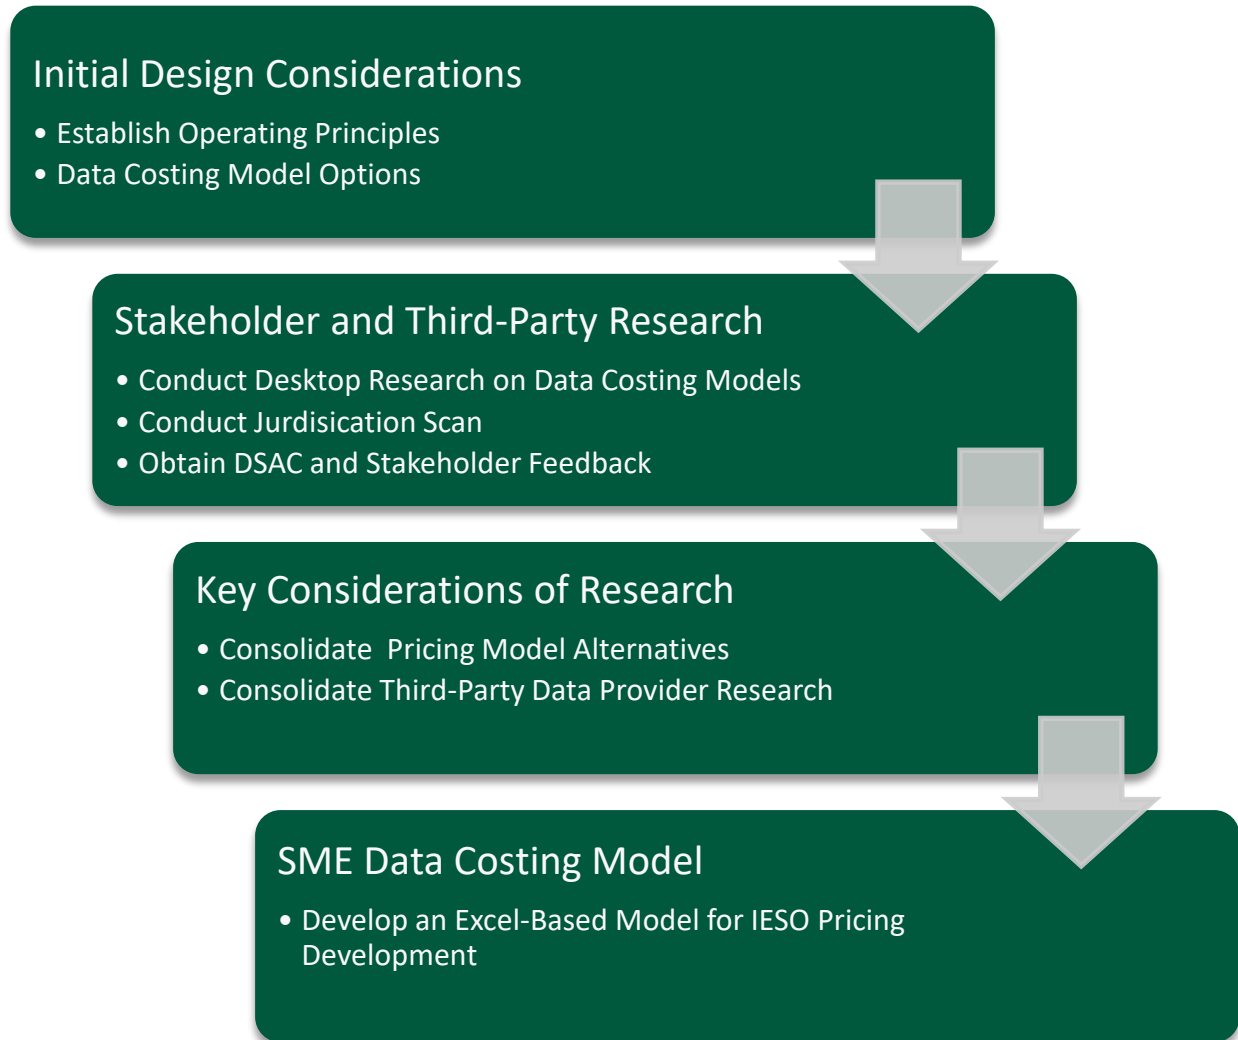 Initial Design Considerations
• Establish Operating Principles
• Data Costing Model Options
Stakeholder and Third-Party Research
• Conduct Desktop Research on Data Costing Models
• Conduct Jurdisication Scan
• Obtain DSAC and Stakeholder Feedback
Key Considerations of Research
• Consolidate  Pricing Model Alternatives
• Consolidate Third-Party Data Provider Research
SME Data Costing Model
• Develop an Excel-Based Model for IESO Pricing
Development